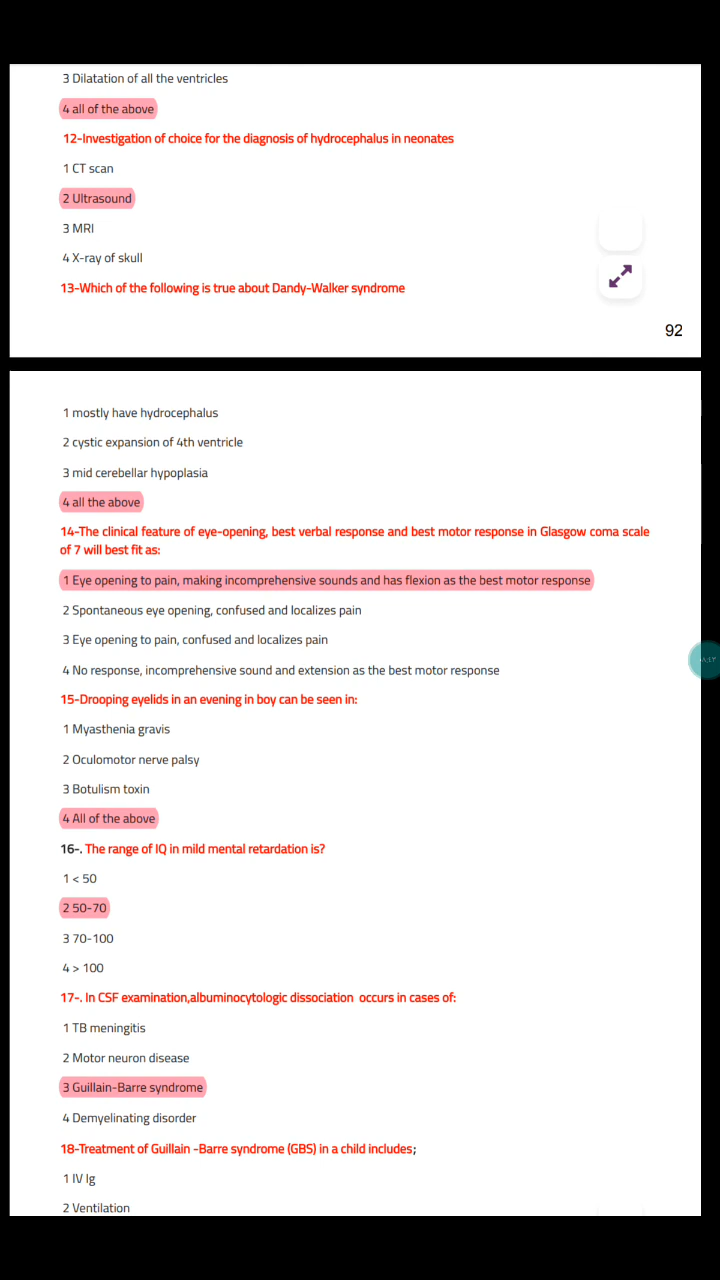 3 Dilatation of all the ventricles
4 all of the above
12-Investigation of choice for the diagnosis of hydrocephalus in neonates
1 CT scan
2 Ultrasound
3 MRI
4 X-ray of skull
13-Which of the following is true about Dandy-Walker syndrome
92
1 mostly have hydrocephalus
2 cystic expansion of 4th ventricle
3 mid cerebellar hypoplasia
4 all the above
14-The clinical feature of eye-opening, best verbal response and best motor response in Glasgow coma scale
of 7 will best fit as:
1 Eye opening to pain, making incomprehensive sounds and has flexion as the best motor response
2 Spontaneous eye opening, confused and localizes pain
3 Eye opening to pain, confused and localizes pain
4 No response, incomprehensive sound and extension as the best motor response
15-Drooping eyelids in an evening in boy can be seen in:
1 Myasthenia gravis
2 Oculomotor nerve palsy
3 Botulism toxin
4 All of the above
16-. The range of IQ in mild mental retardation is?
1 < 50
2 50-70
3 70-100
4 > 100
17-. In CSF examination,albuminocytologic dissociation occurs in cases of:
1 TB meningitis
2 Motor neuron disease
3 Guillain-Barre syndrome
4 Demyelinating disorder
18-Treatment of Guillain -Barre syndrome (GBS) in a child includes;
1 IV Ig
2 Ventilation